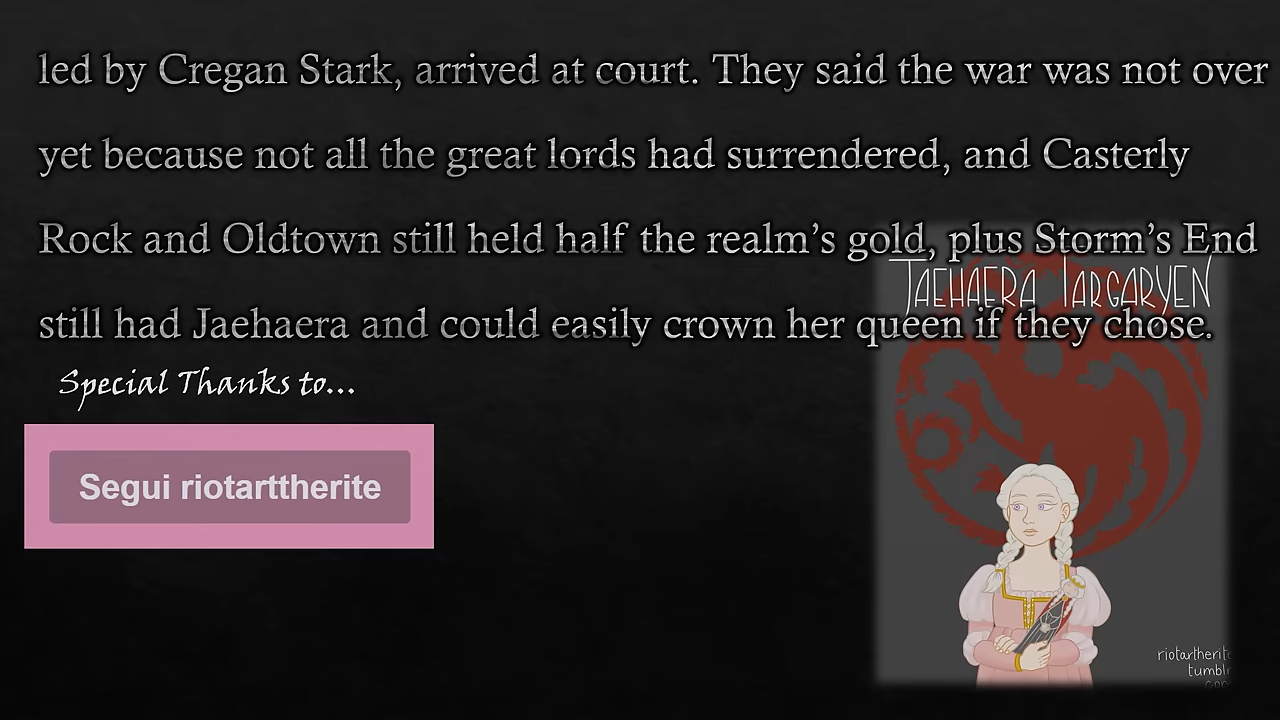 led by Cregan Stark, arrived at court. They said the war was not over
yet because not all the great lords had surrendered, and Casterly
Rock and Oldtown still held half the realm’s gold, plus Storm’s End
JAEHAERA TARGARYEN
still had Jaehaera and could easily crown her queen if they chose.
Special Thanks to...
Segui riotarttherite
riotartherite
tumblr